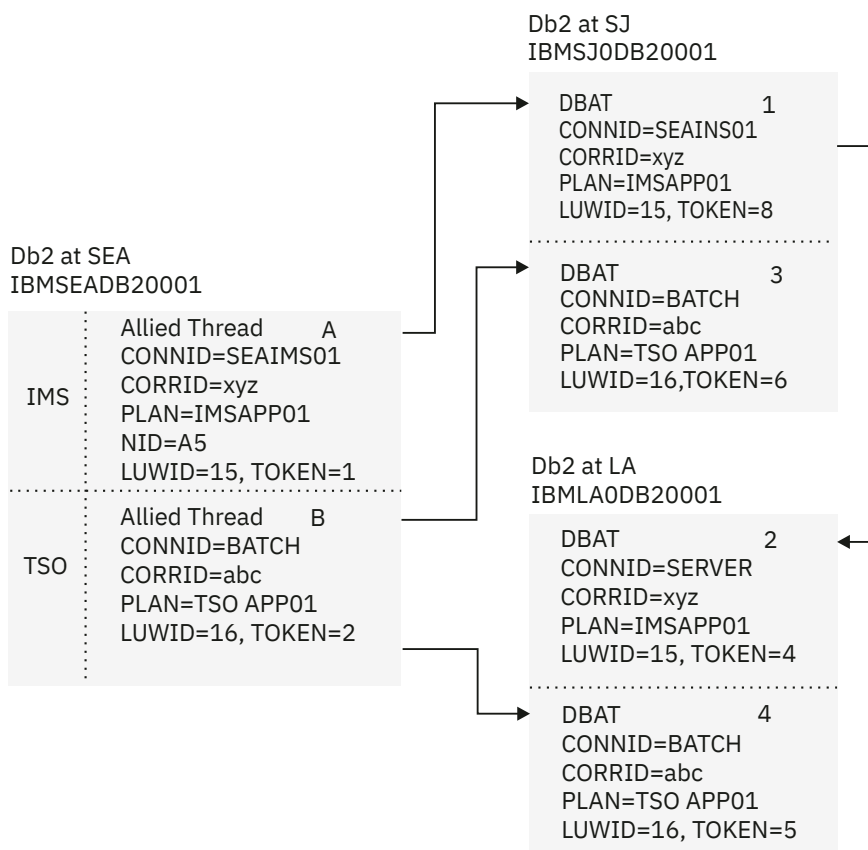 Db2 at SJ
IBMSJ0DB20001
DBAT 1
CONNID=SEAINS01
CORRID=xyz
PLAN=IMSAPP01
LUWID=15, TOKEN=8
DBAT 3
CONNID=BATCH
CORRID=abc
PLAN=TSO APP01
LUWID=16,TOKEN=6
Db2 at SEA
IBMSEADB20001
IMS
Allied Thread A
CONNID=SEAIMS01
CORRID=xyz
PLAN=IMSAPP01
NID=A5
LUWID=15, TOKEN=1
TSO
Allied Thread B
CONNID=BATCH
CORRID=abc
PLAN=TSO APP01
LUWID=16, TOKEN=2
Db2 at LA
IBMLA0DB20001
DBAT 2
CONNID=SERVER
CORRID=xyz
PLAN=IMSAPP01
LUWID=15, TOKEN=4
DBAT 4
CONNID=BATCH
CORRID=abc
PLAN=TSO APP01
LUWID=16, TOKEN=5